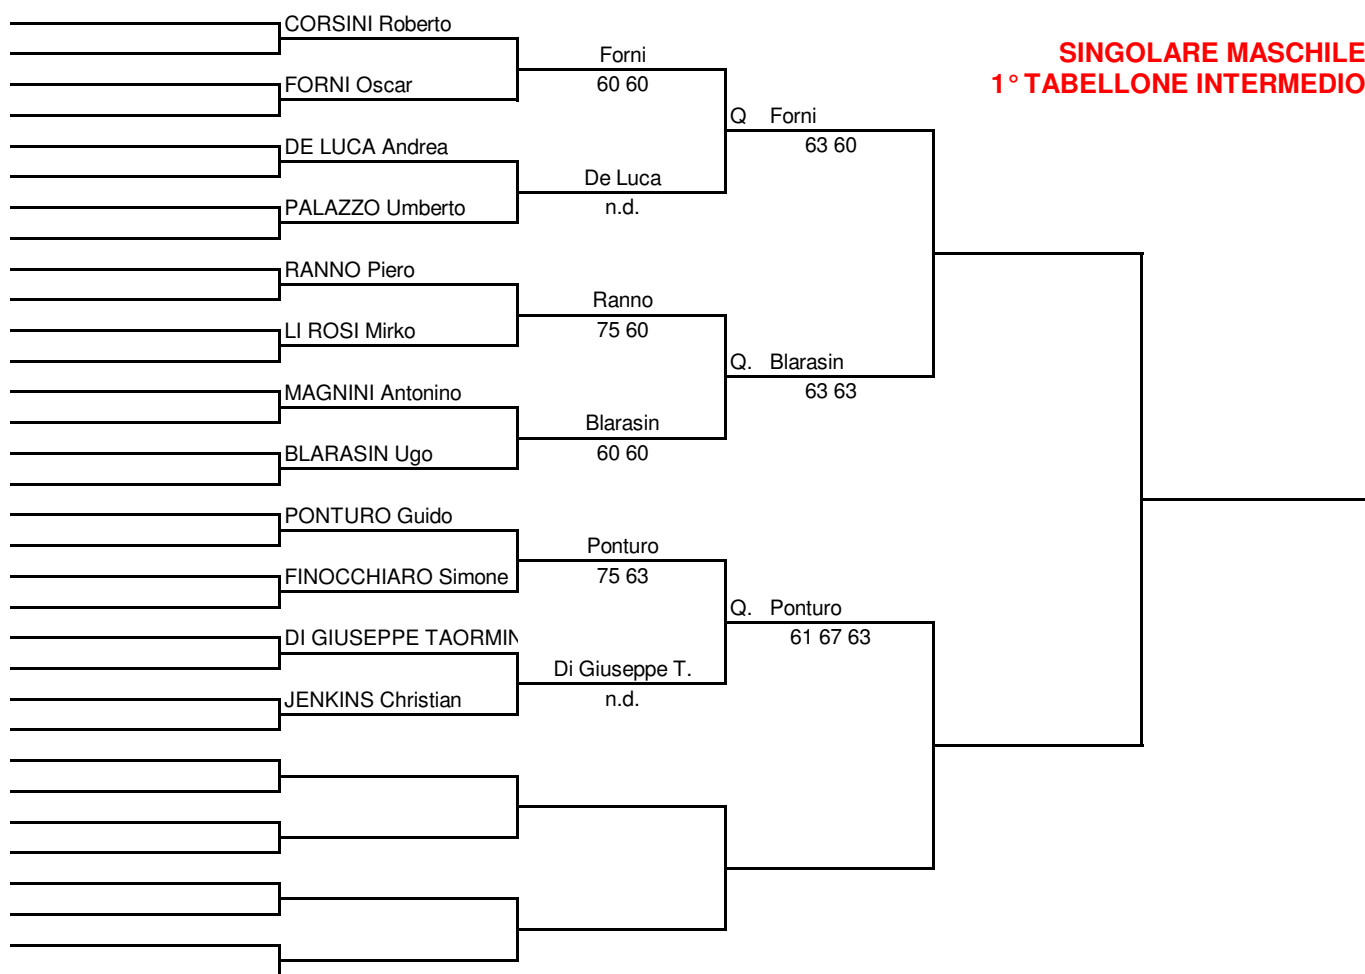 CORSINI Roberto
SINGOLARE MASCHILE
1° TABELLONE INTERMEDIO
Forni
60 60
FORNI Oscar
Q Forni
63 60
DE LUCA Andrea
De Luca
n.d.
PALAZZO Umberto
RANNO Piero
Ranno
75 60
LI ROSI Mirko
Q. Blarasin
63 63
MAGNINI Antonino
Blarasin
60 60
BLARASIN Ugo
PONTURO Guido
Ponturo
75 63
FINOCCHIARO Simone
Q. Ponturo
61 67 63
DI GIUSEPPE TAORMIN
Di Giuseppe T.
n.d.
JENKINS Christian